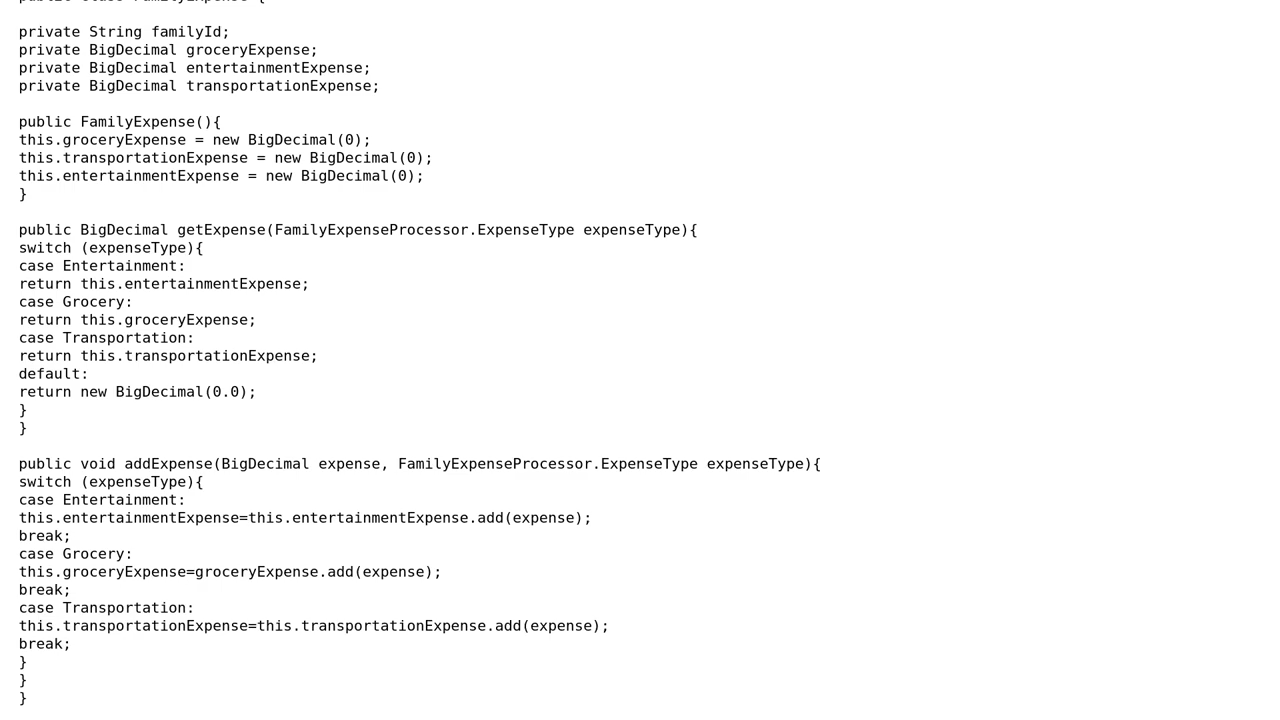 private String familyId;
private BigDecimal groceryExpense;
private BigDecimal entertainmentExpense;
private BigDecimal transportationExpense;
public FamilyExpense(){
this.groceryExpense = new BigDecimal(0);
this.transportationExpense = new BigDecimal(0);
this.entertainmentExpense = new BigDecimal(0);
}
public BigDecimal getExpense(FamilyExpenseProcessor.ExpenseType expenseType){
switch (expenseType){
case Entertainment:
return this.entertainmentExpense;
case Grocery:
return this.groceryExpense;
case Transportation:
return this.transportationExpense;
default:
return new BigDecimal(0.0);
}
}
public void addExpense(BigDecimal expense, FamilyExpenseProcessor.ExpenseType expenseType){
switch (expenseType){
case Entertainment:
this.entertainmentExpense=this.entertainmentExpense.add(expense);
break;
case Grocery:
this.groceryExpense=groceryExpense.add(expense);
break;
case Transportation:
this.transportationExpense=this.transportationExpense.add(expense);
break;
}
}
}